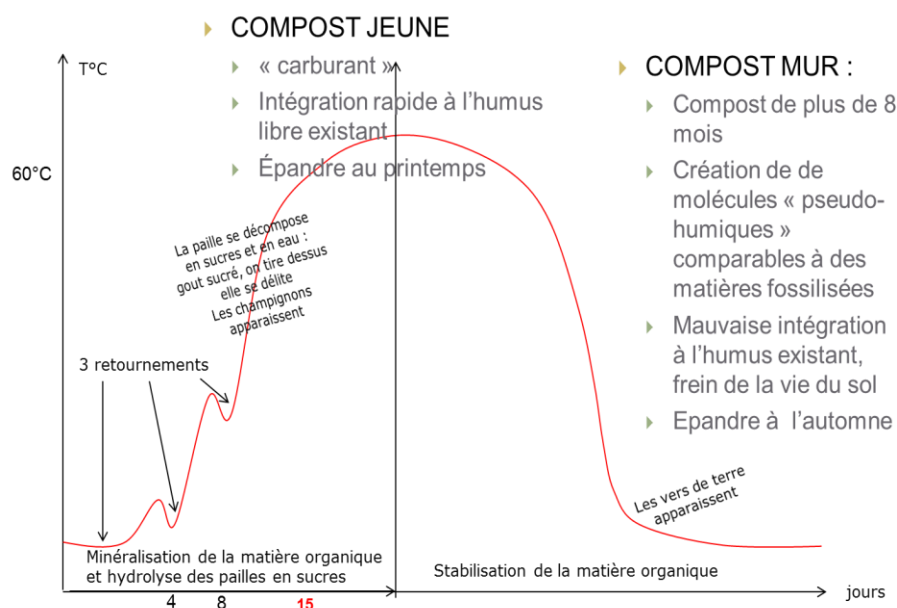 COMPOST JEUNE
« carburant »
Intégration rapide à l'humus
libre existant
Épandre au printemps
COMPOST MUR :
Compost de plus de 8
mois
Création de de
molécules « pseudo-
humiques »
comparables à des
matières fossilisées
Mauvaise intégration
à l'humus existant,
frein de la vie du sol
Epandre à l'automne
T°C
60°C
La paille se décompose
en sucres et en eau :
gout sucré, on tire dessus
elle se délite
Les champignons
apparaissent
3 retournements
Les vers de terre
apparaissent
Minéralisation de la matière organique
et hydrolyse des pailles en sucres
Stabilisation de la matière organique
jours
4 8 15